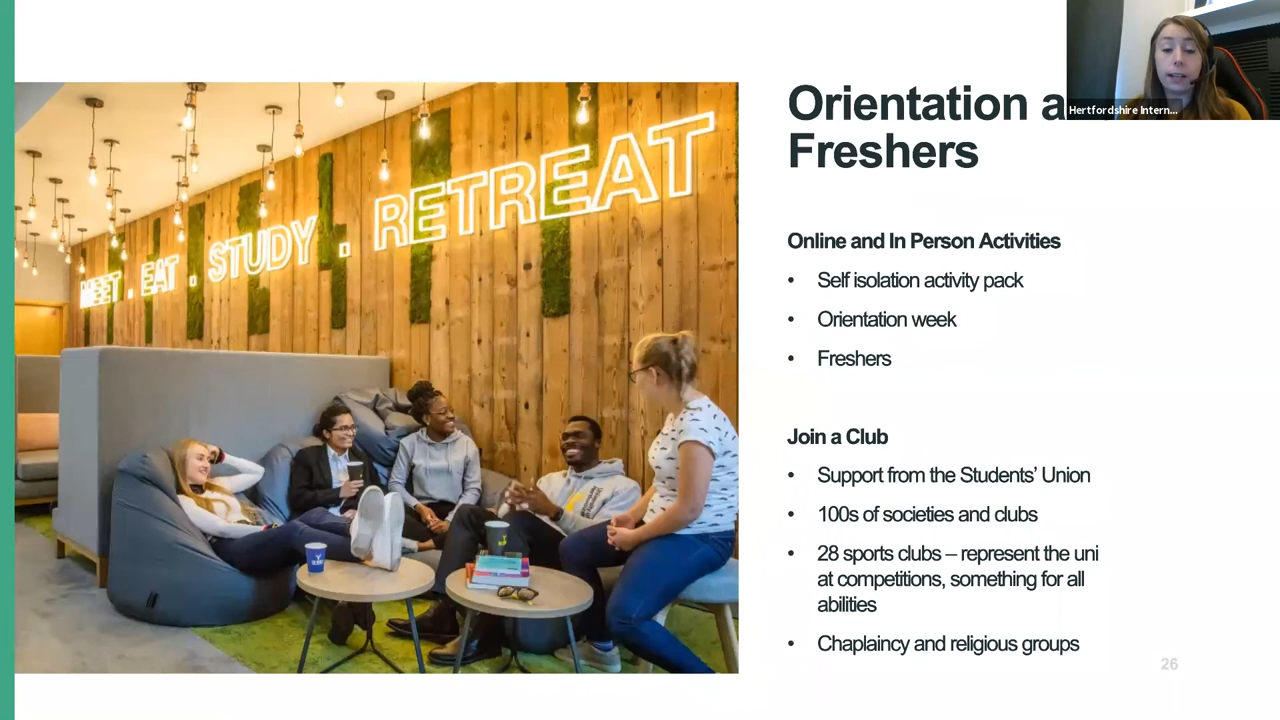 MEET . EAT . STUDY . RETREAT
Orientation a
Freshers
Hertfordshire Intern...
Online and In Person Activities
• Self isolation activity pack
• Orientation week
• Freshers
Join a Club
• Support from the Students' Union
• 100s of societies and clubs
• 28 sports clubs – represent the uni
at competitions, something for all
abilities
• Chaplaincy and religious groups
26